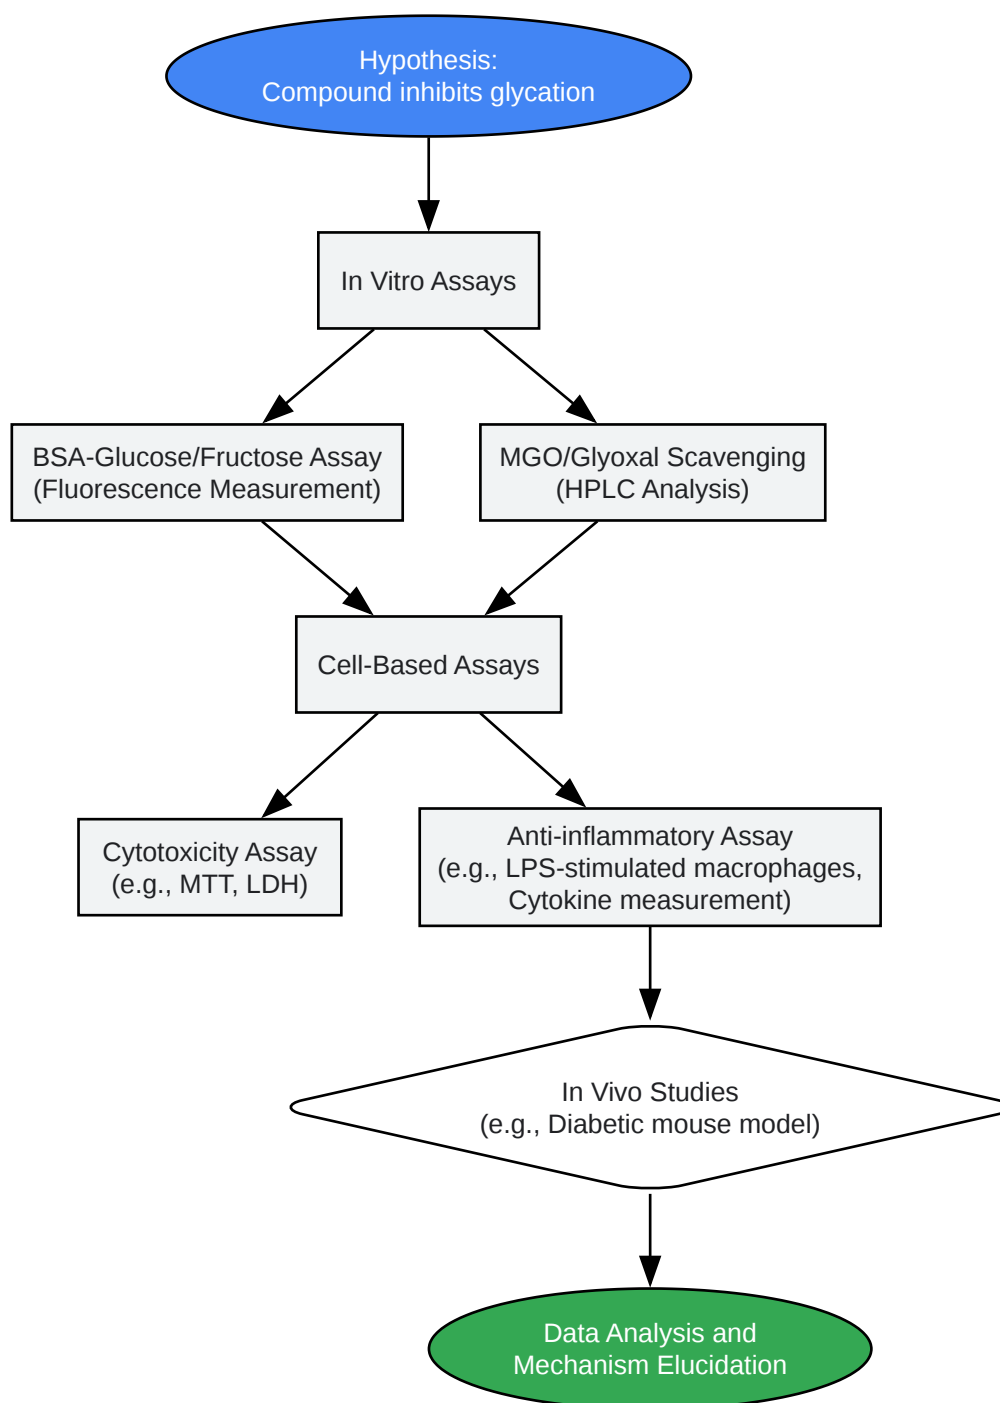 Hypothesis:
Compound inhibits glycation
In Vitro Assays
BSA-Glucose/Fructose Assay
(Fluorescence Measurement)
MGO/Glyoxal Scavenging
(HPLC Analysis)
Cell-Based Assays
Cytotoxicity Assay
(e.g., MTT, LDH)
Anti-inflammatory Assay
(e.g., LPS-stimulated macrophages,
Cytokine measurement)
In Vivo Studies
(e.g., Diabetic mouse model)
Data Analysis and
Mechanism Elucidation